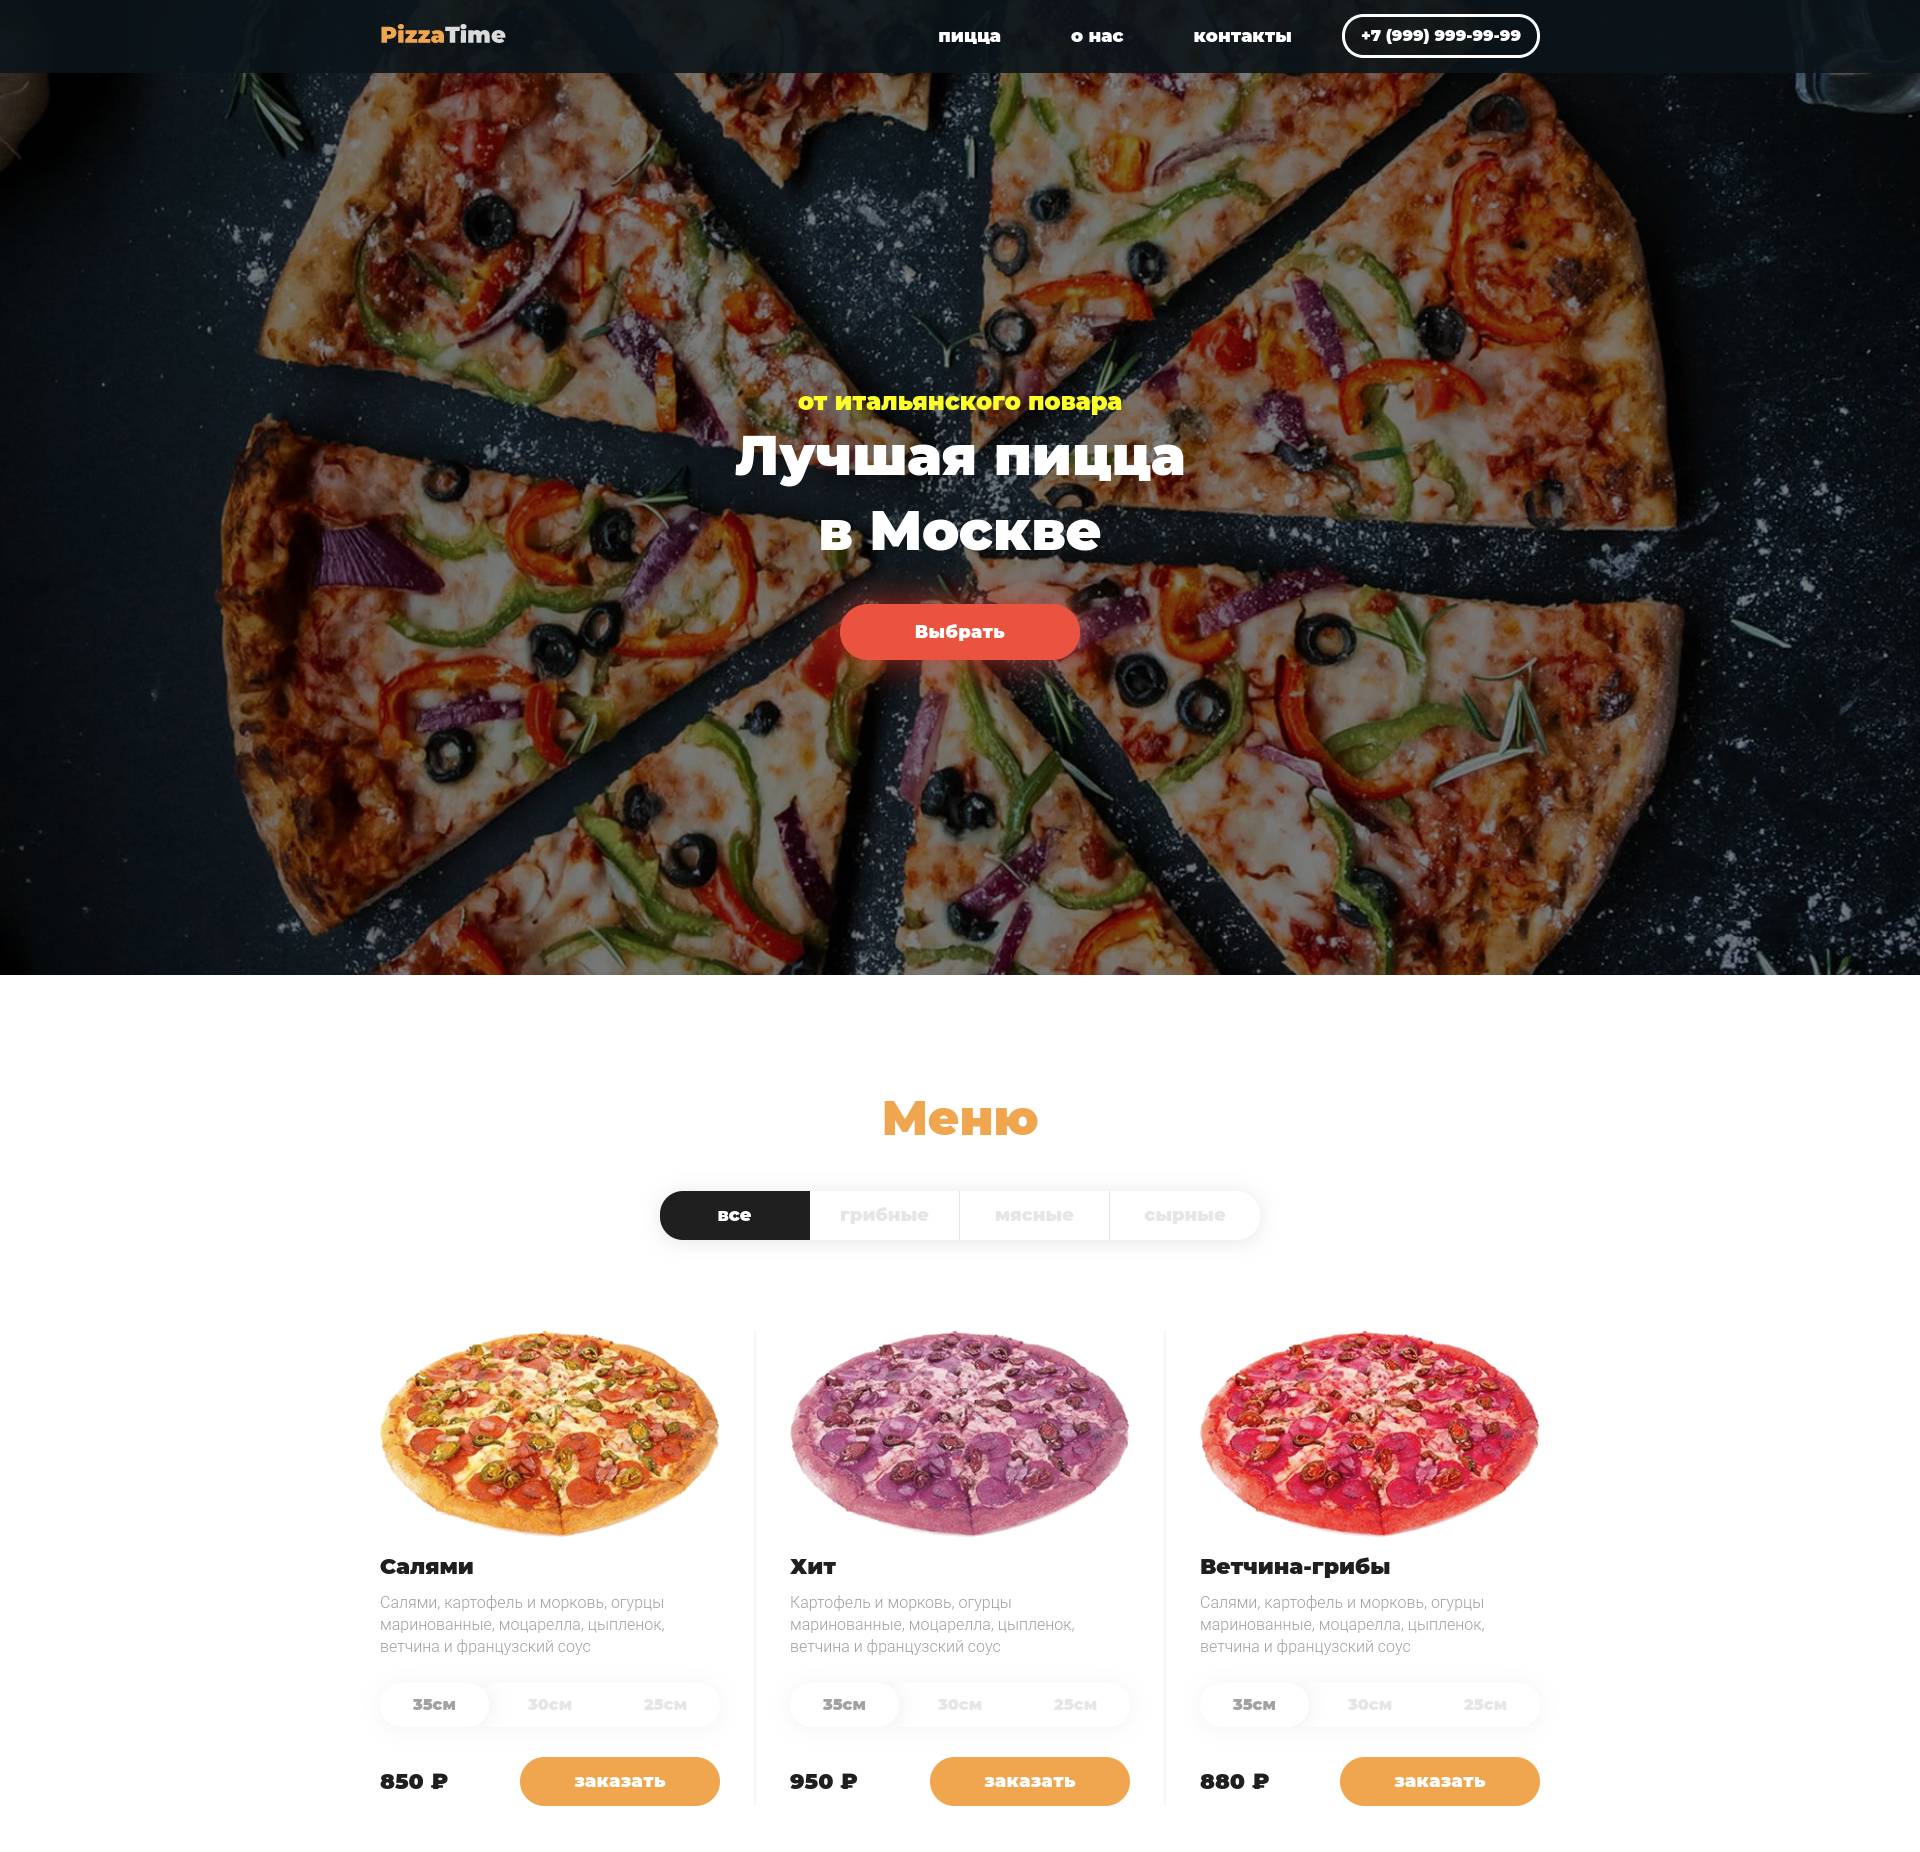 PizzaTime
пицца
о нас
контакты
+7 (999) 999-99-99
от итальянского повара
Лучшая пицца
в Москве
Выбрать
Меню
все
грибные
мясные
сырные
Салями
Салями, картофель и морковь, огурцы
маринованные, моцарелла, цыпленок,
ветчина и французский соус
35см
30см
25см
850 ₽
заказать
Хит
Картофель и морковь, огурцы
маринованные, моцарелла, цыпленок,
ветчина и французский соус
35см
30см
25см
950 ₽
заказать
Ветчина-грибы
Салями, картофель и морковь, огурцы
маринованные, моцарелла, цыпленок,
ветчина и французский соус
35см
30см
25см
880 ₽
заказать